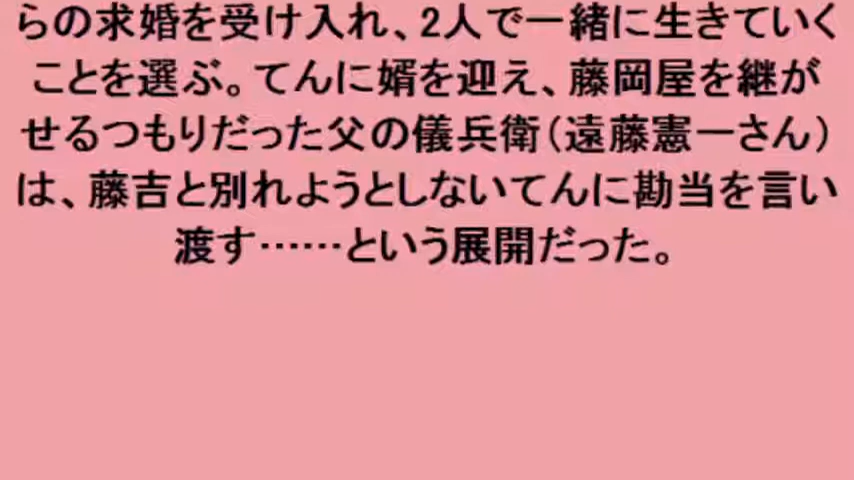 らの求婚を受け入れ、2人で一緒に生きていく
ことを選ぶ。てんに婿を迎え、藤岡屋を継が
せるつもりだった父の儀兵衛（遠藤憲一さん）
は、藤吉と別れようとしないてんに勘当を言い
渡す……という展開だった。